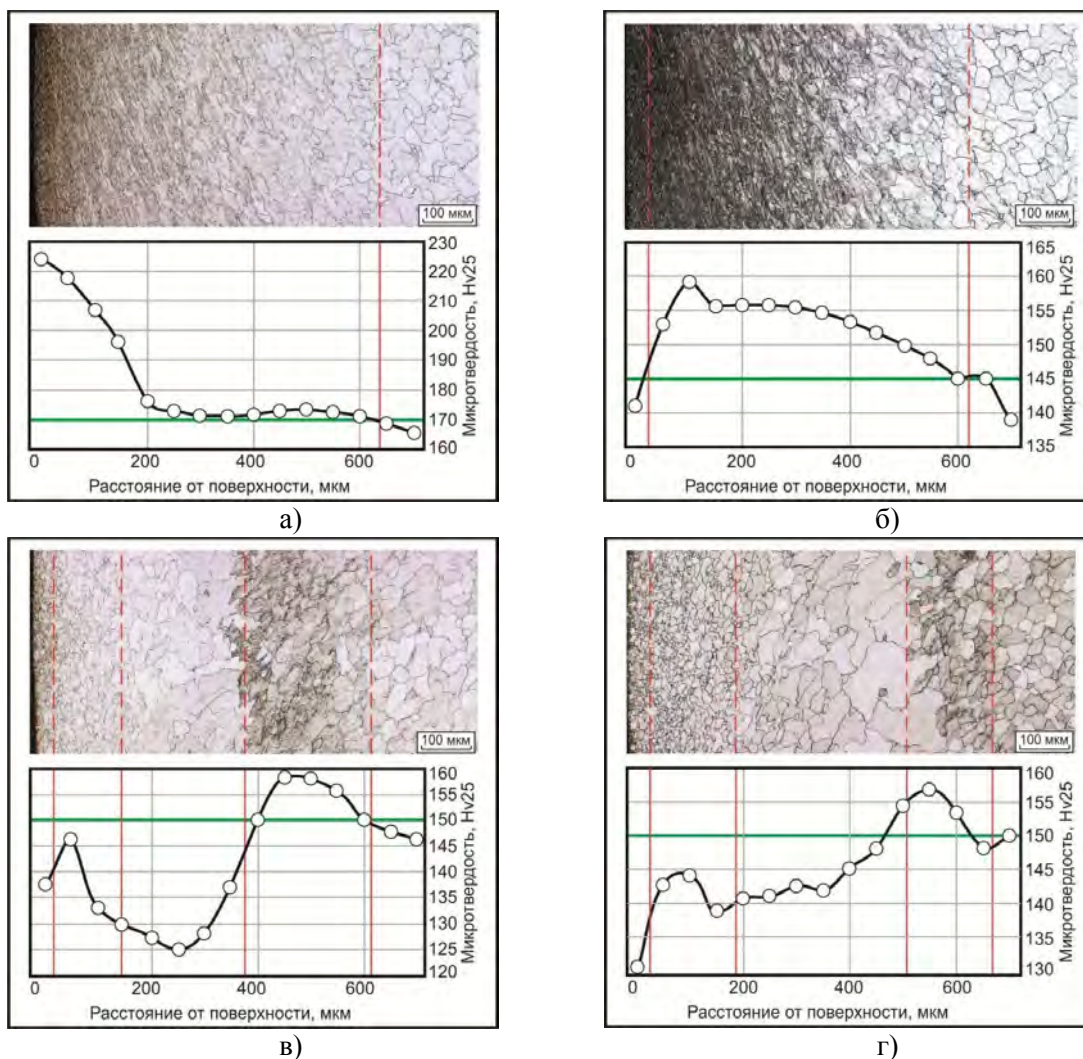 100 мкм
230
220
210
200
190
180
170
160
Микротвердость, Hv25
0 200 400 600
Расстояние от поверхности, мкм
а)
100 мкм
165
160
155
150
145
140
135
Микротвердость, Hv25
0 200 400 600
Расстояние от поверхности, мкм
б)
100 мкм
160
155
150
145
140
135
130
125
120
Микротвердость, Hv25
0 200 400 600
Расстояние от поверхности, мкм
в)
100 мкм
160
155
150
145
140
135
130
Микротвердость, Hv25
0 200 400 600
Расстояние от поверхности, мкм
г)